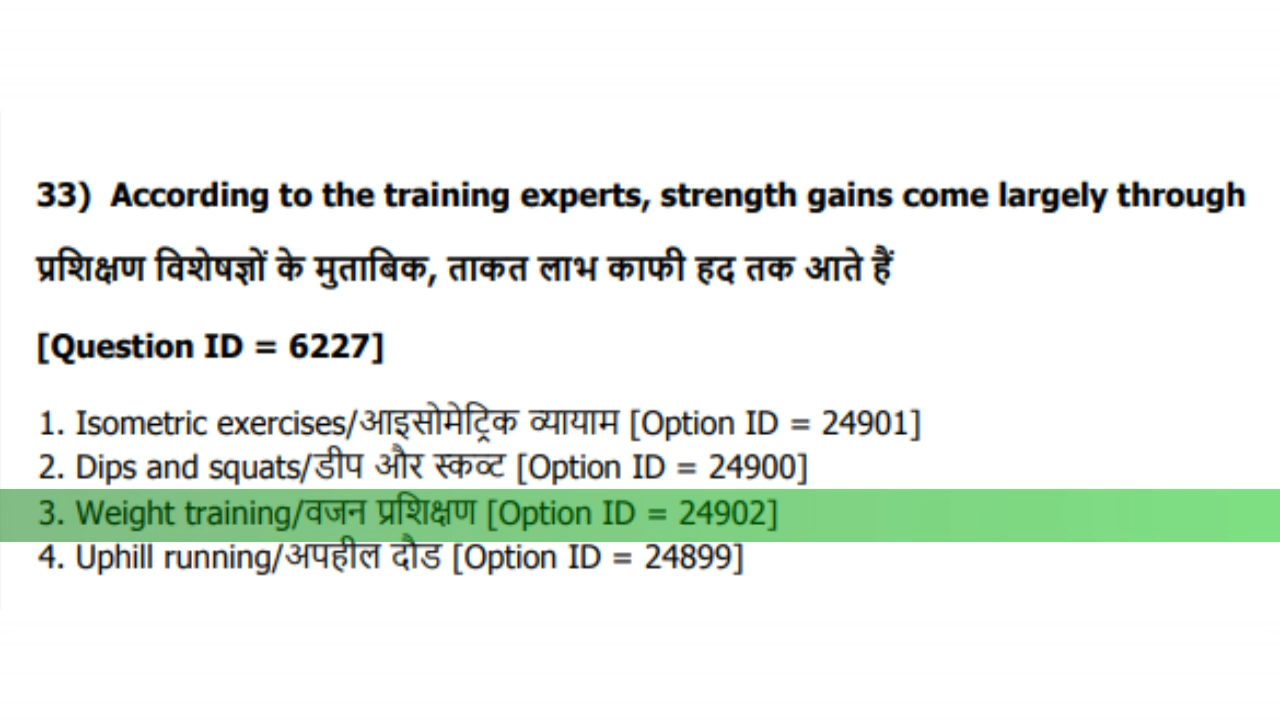 33) According to the training experts, strength gains come largely through
प्रशिक्षण विशेषज्ञों के मुताबिक, ताकत लाभ काफी हद तक आते हैं
[Question ID = 6227]
1. Isometric exercises/आइसोमेट्रिक व्यायाम [Option ID = 24901]
2. Dips and squats/डीप और स्कव्ट [Option ID = 24900]
3. Weight training/वजन प्रशिक्षण [Option ID = 24902]
4. Uphill running/अपहील दौड [Option ID = 24899]